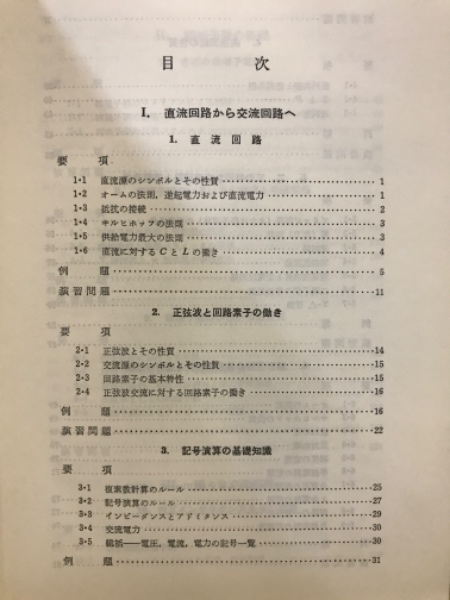 目 次
I. 直流回路から交流回路へ
1. 直流回路
要 項
1・1 直流源のシンボルとその性質 1
1・2 オームの法則，逆起電力および直流電力 1
1・3 抵抗の接続 2
1・4 キルヒホッフの法則 3
1・5 供給電力最大の法則 3
1・6 直流に対するCとLの働き 4
例 題 5
演習問題 11
2. 正弦波と回路素子の働き
要 項
2・1 正弦波とその性質 14
2・2 交流源のシンボルとその性質 15
2・3 回路素子の基本特性 15
2・4 正弦波交流に対する回路素子の働き 16
例 題 16
演習問題 22
3. 記号演算の基礎知識
要 項
3・1 複素数計算のルール 25
3・2 記号演算のルール 27
3・3 インピーダンスとアドミタンス 29
3・4 交流電力 30
3・5 総括──電圧，電流，電力の記号一覧 30
例 題 31